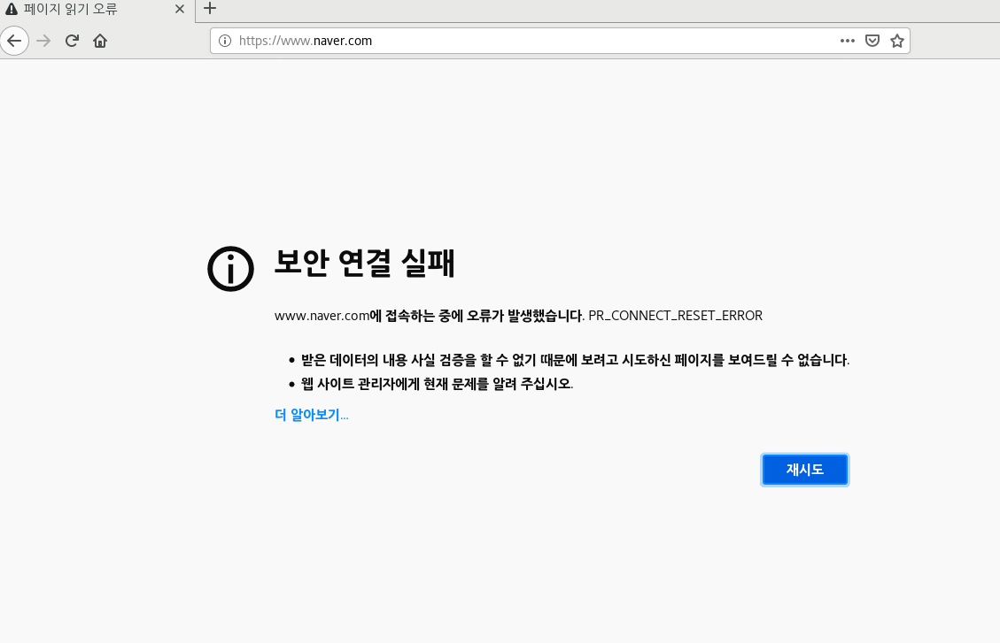 페이지 읽기 오류
https://www.naver.com
보안 연결 실패
www.naver.com에 접속하는 중에 오류가 발생했습니다. PR_CONNECT_RESET_ERROR
받은 데이터의 내용 사실 검증을 할 수 없기 때문에 보려고 시도하신 페이지를 보여드릴 수 없습니다.
웹 사이트 관리자에게 현재 문제를 알려 주십시오.
더 알아보기...
재시도